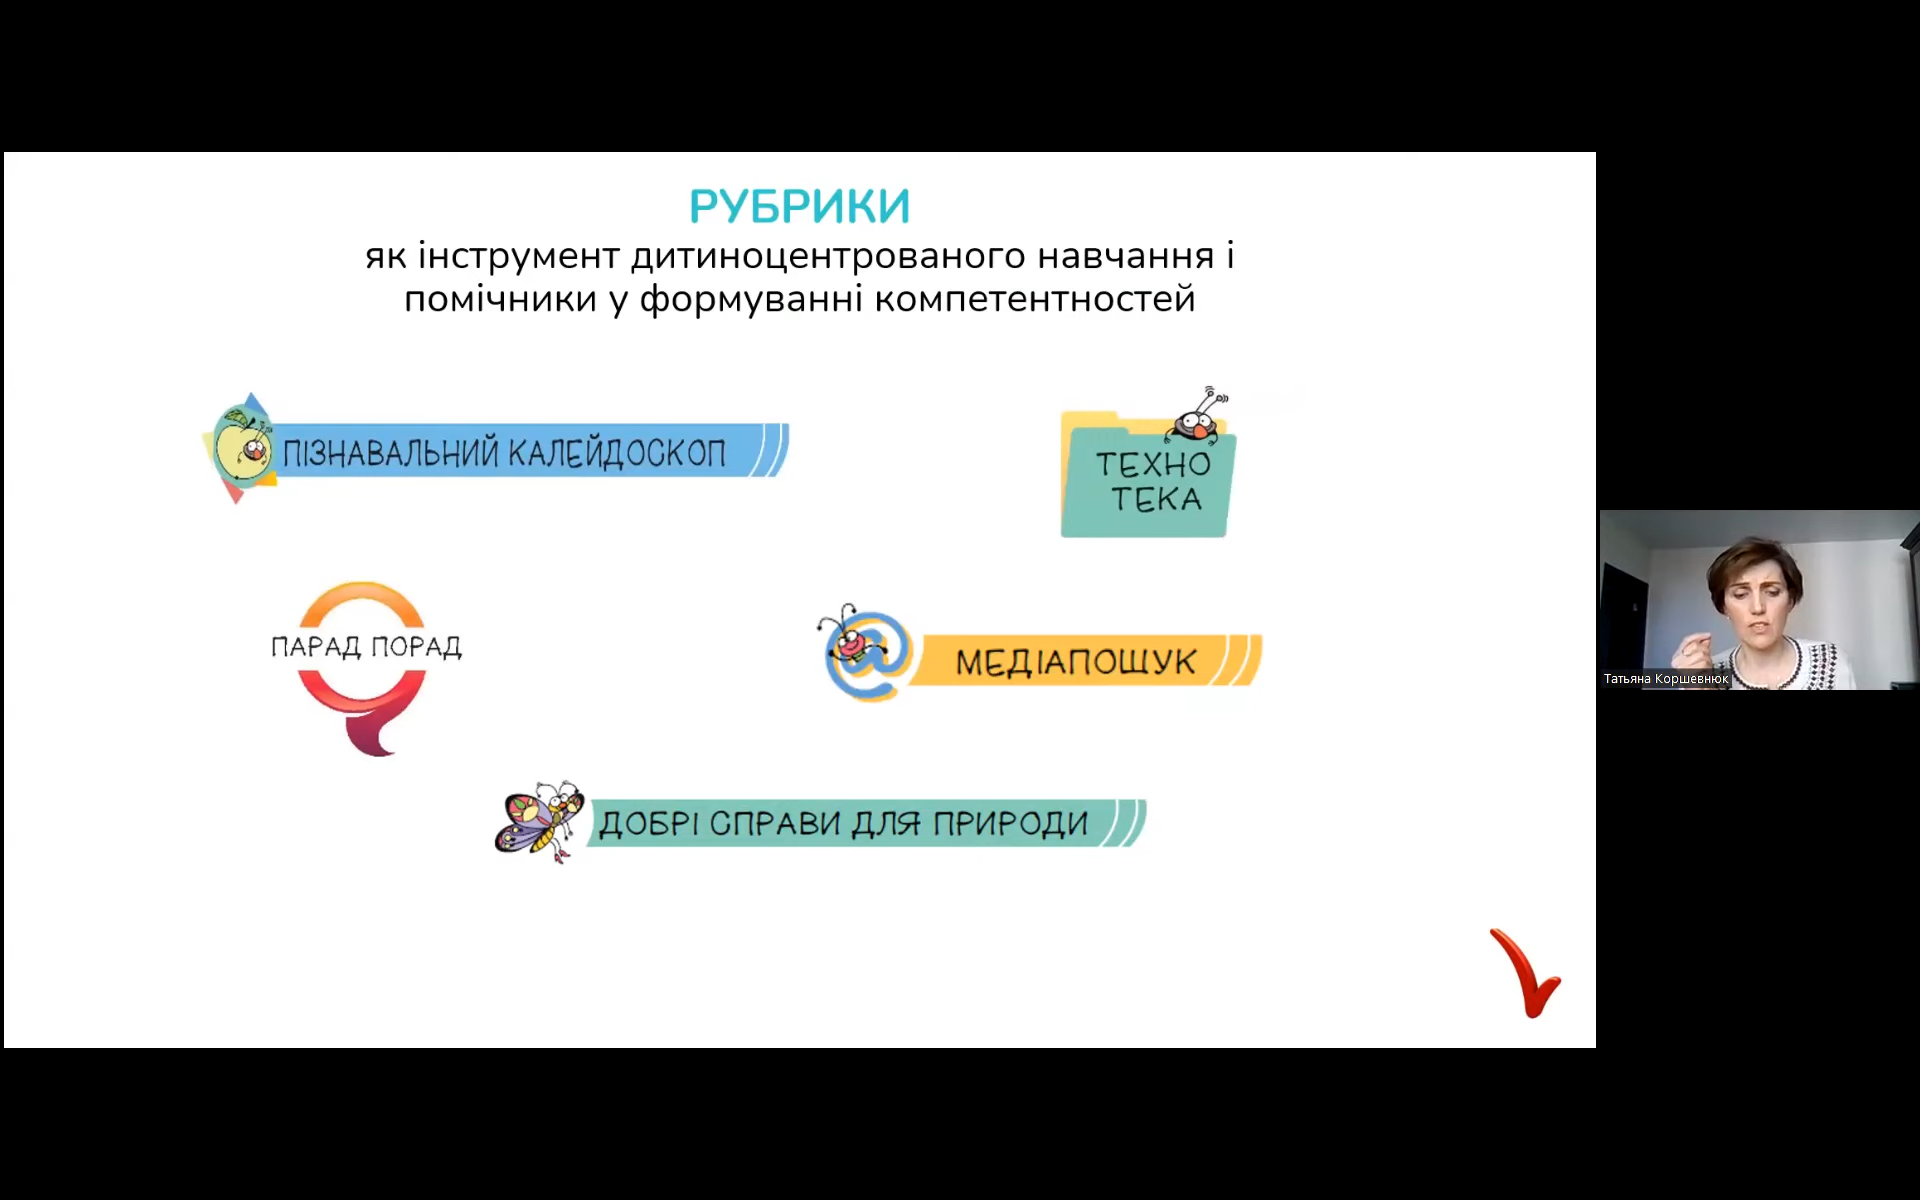 РУБРИКИ
як інструмент дитиноцентрованого навчання і
помічники у формуванні компетентностей
ПІЗНАВАЛЬНИЙ КАЛЕЙДОСКОП
ТЕХНО
ТЕКА
ПАРАД ПОРАД
МЕДІАПОШУК
ДОБРІ СПРАВИ ДЛЯ ПРИРОДИ
Татьяна Коршевнюк